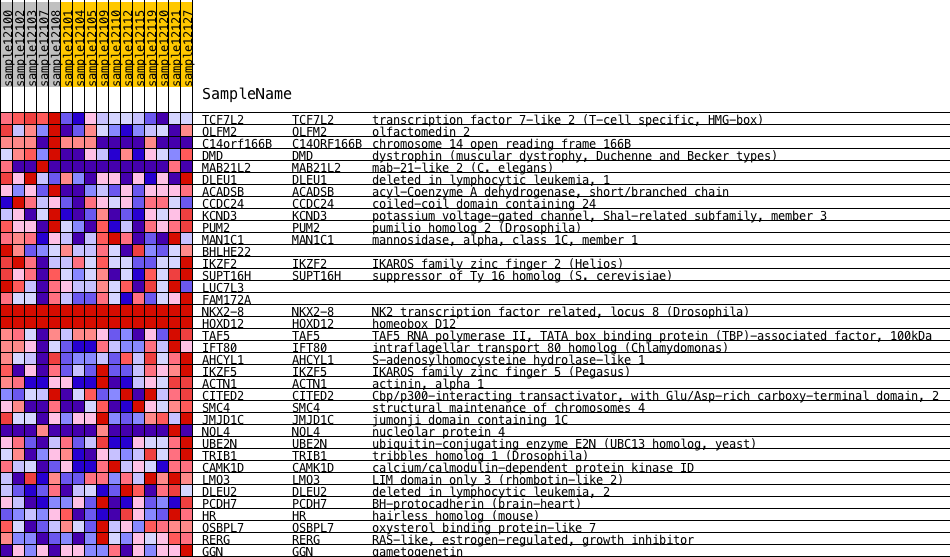 sample12100 sample12102 sample12103 sample12107 sample12108 sample12101 sample12104 sample12105 sample12109 sample12110 sample12112 sample12115 sample12119 sample12120 sample12121 sample12127
SampleName
TCF7L2 TCF7L2 transcription factor 7-like 2 (T-cell specific, HMG-box)
OLFM2 OLFM2 olfactomedin 2
C14orf166B C14ORF166B chromosome 14 open reading frame 166B
DMD DMD dystrophin (muscular dystrophy, Duchenne and Becker types)
MAB21L2 MAB21L2 mab-21-like 2 (C. elegans)
DLEU1 DLEU1 deleted in lymphocytic leukemia, 1
ACADSB ACADSB acyl-Coenzyme A dehydrogenase, short/branched chain
CCDC24 CCDC24 coiled-coil domain containing 24
KCND3 KCND3 potassium voltage-gated channel, Shal-related subfamily, member 3
PUM2 PUM2 pumilio homolog 2 (Drosophila)
MAN1C1 MAN1C1 mannosidase, alpha, class 1C, member 1
BHLHE22
IKZF2 IKZF2 IKAROS family zinc finger 2 (Helios)
SUPT16H SUPT16H suppressor of Ty 16 homolog (S. cerevisiae)
LUC7L3
FAM172A
NKX2-8 NKX2-8 NK2 transcription factor related, locus 8 (Drosophila)
HOXD12 HOXD12 homeobox D12
TAF5 TAF5 TAF5 RNA polymerase II, TATA box binding protein (TBP)-associated factor, 100kDa
IFT80 IFT80 intraflagellar transport 80 homolog (Chlamydomonas)
AHCYL1 AHCYL1 S-adenosylhomocysteine hydrolase-like 1
IKZF5 IKZF5 IKAROS family zinc finger 5 (Pegasus)
ACTN1 ACTN1 actinin, alpha 1
CITED2 CITED2 Cbp/p300-interacting transactivator, with Glu/Asp-rich carboxy-terminal domain, 2
SMC4 SMC4 structural maintenance of chromosomes 4
JMJD1C JMJD1C jumonji domain containing 1C
NOL4 NOL4 nucleolar protein 4
UBE2N UBE2N ubiquitin-conjugating enzyme E2N (UBC13 homolog, yeast)
TRIB1 TRIB1 tribbles homolog 1 (Drosophila)
CAMK1D CAMK1D calcium/calmodulin-dependent protein kinase ID
LMO3 LMO3 LIM domain only 3 (rhombotin-like 2)
DLEU2 DLEU2 deleted in lymphocytic leukemia, 2
PCDH7 PCDH7 BH-protocadherin (brain-heart)
HR HR hairless homolog (mouse)
OSBPL7 OSBPL7 oxysterol binding protein-like 7
RERG RERG RAS-like, estrogen-regulated, growth inhibitor
GGN GGN gametogenetin